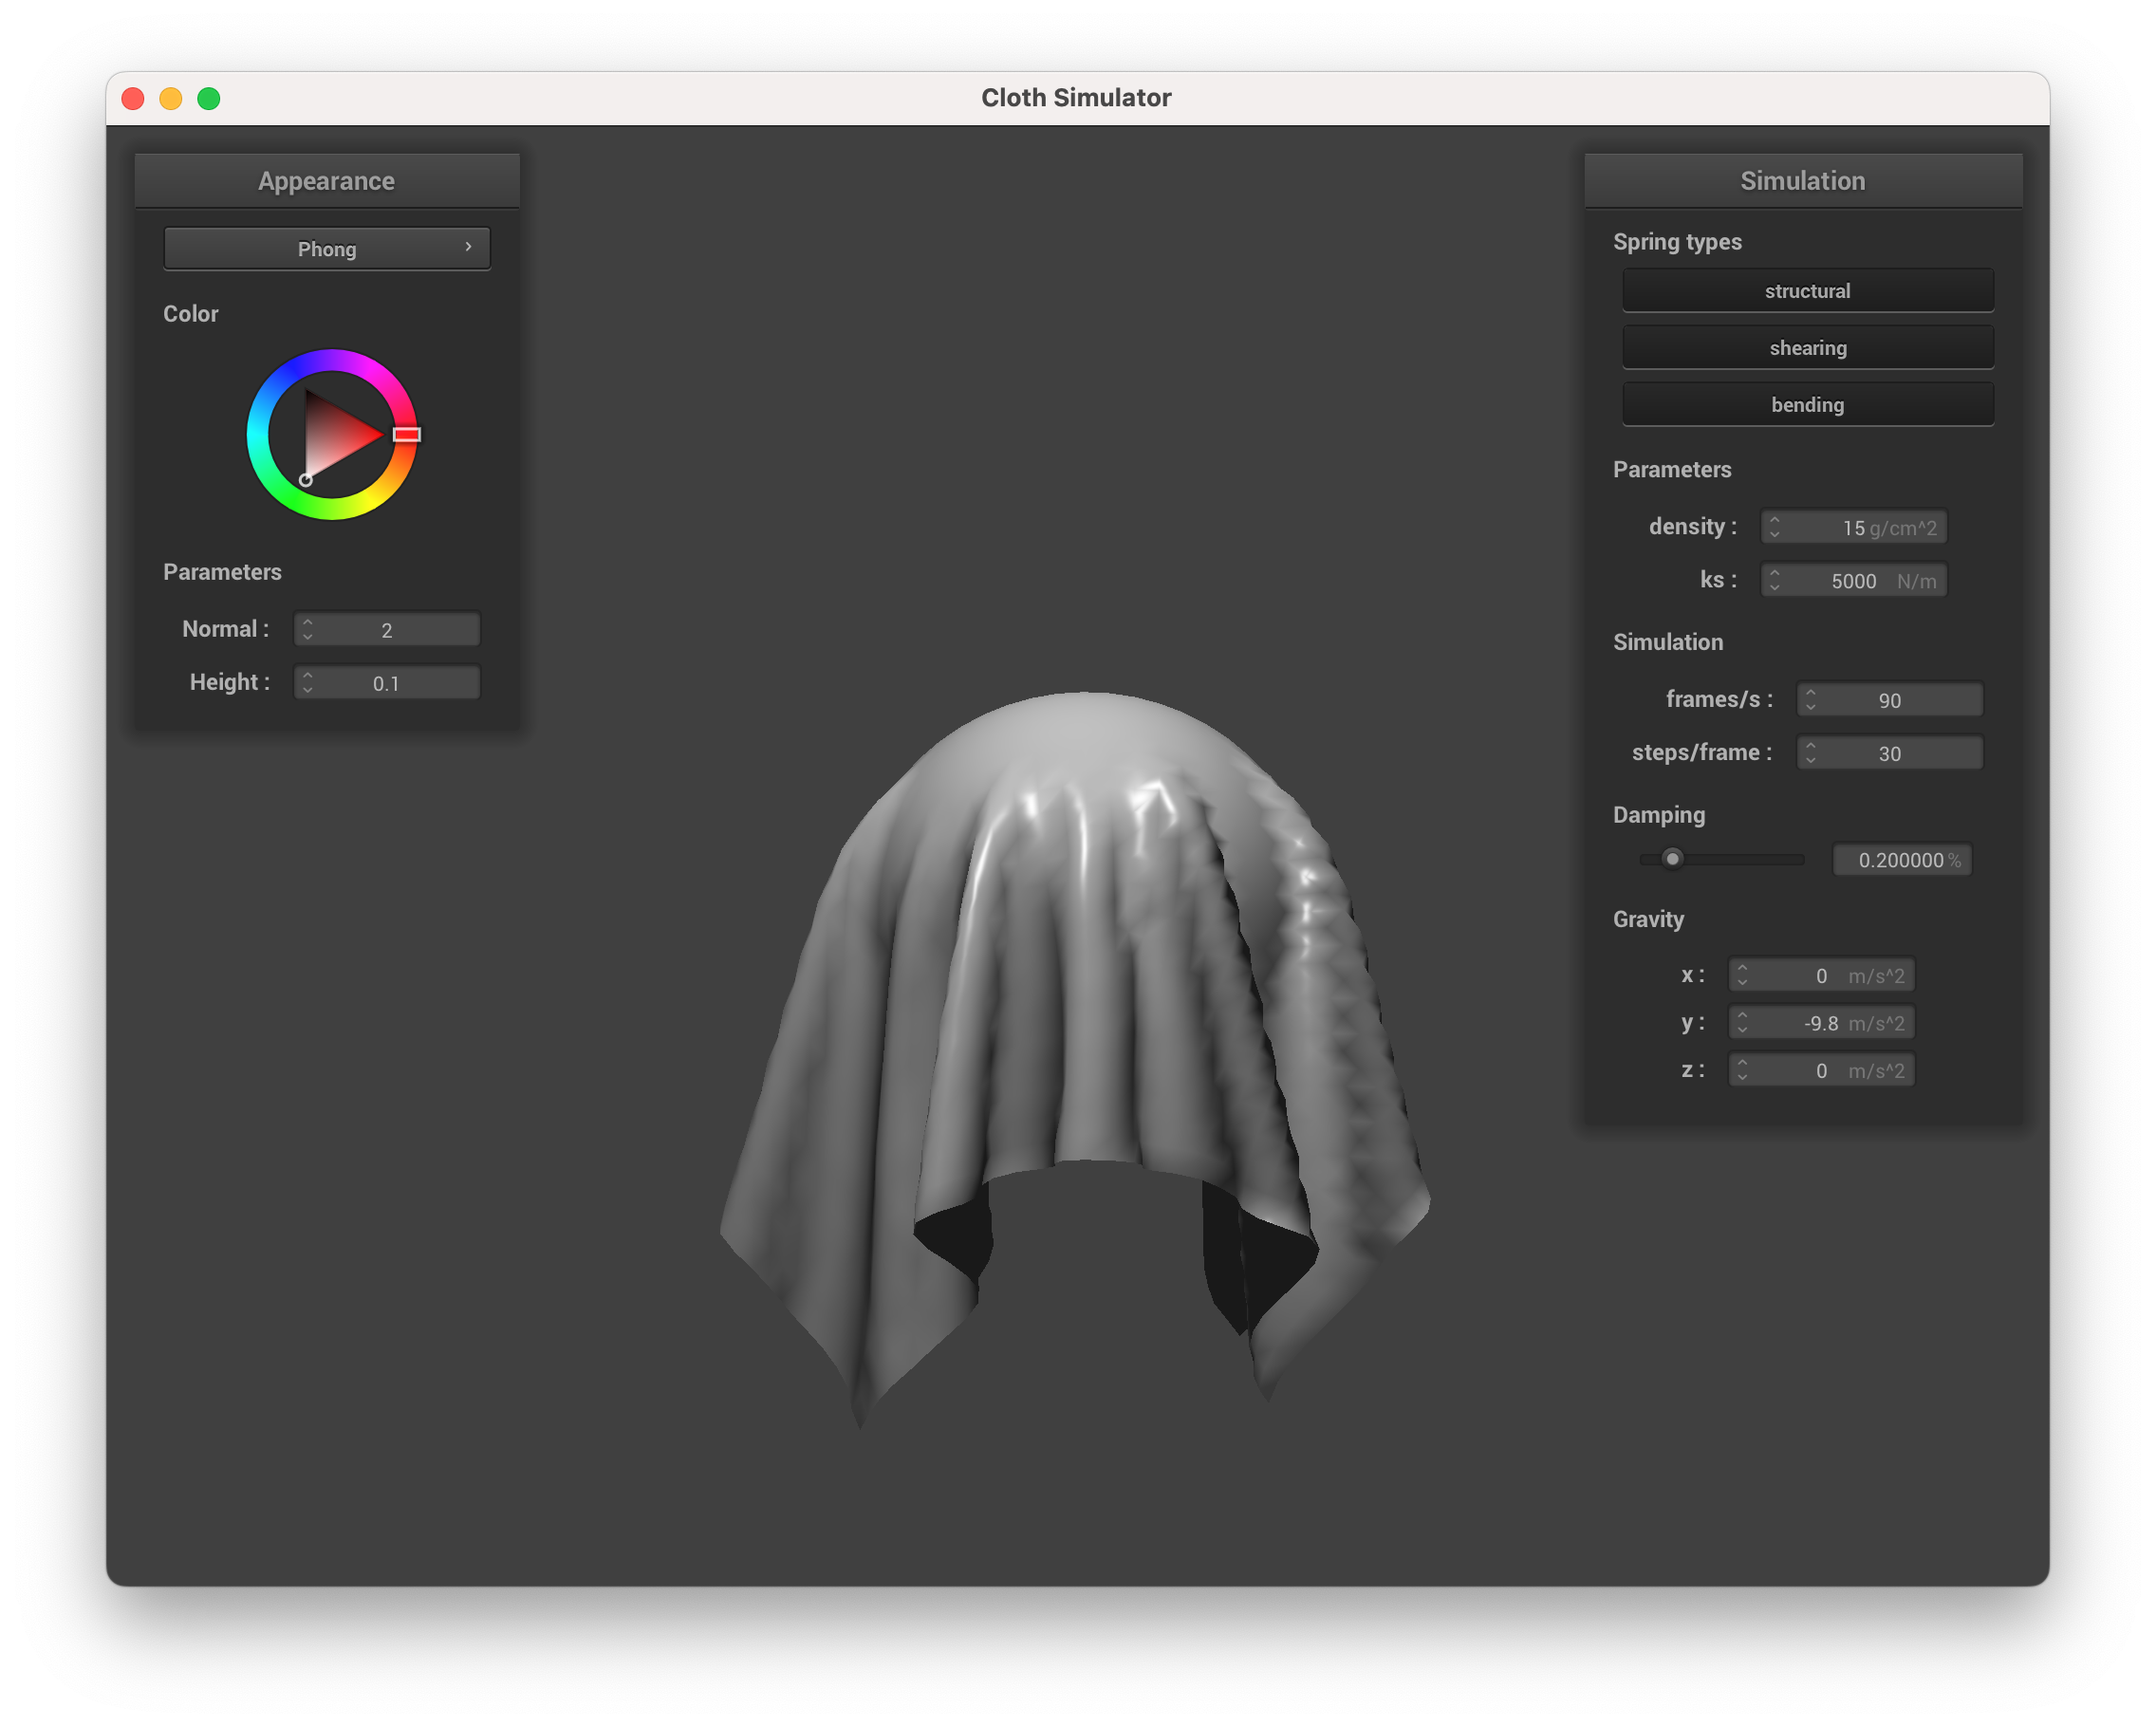 Cloth Simulator
Appearance
Phong
Color
Parameters
Normal : 2
Height : 0.1
Simulation
Spring types
structural
shearing
bending
Parameters
density : 15 g/cm^2
ks : 5000 N/m
Simulation
frames/s : 90
steps/frame : 30
Damping
0.200000 %
Gravity
x : 0 m/s^2
y : -9.8 m/s^2
z : 0 m/s^2